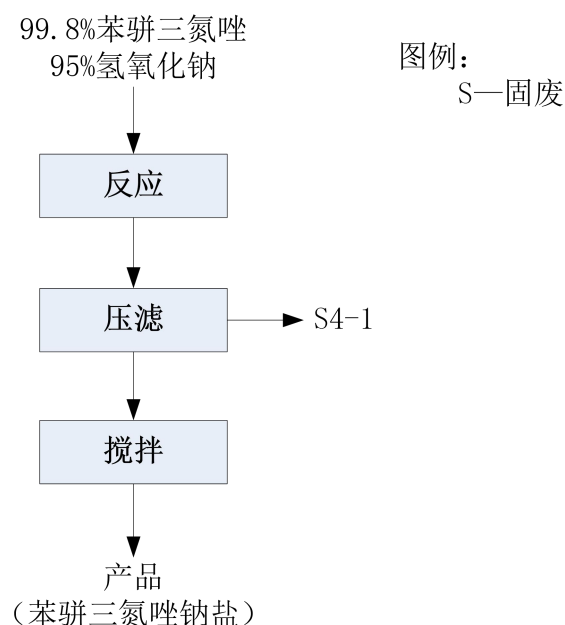 99.8%苯骈三氮唑
95%氢氧化钠
图例：
S—固废
反应
压滤
S4-1
搅拌
产品
（苯骈三氮唑钠盐）